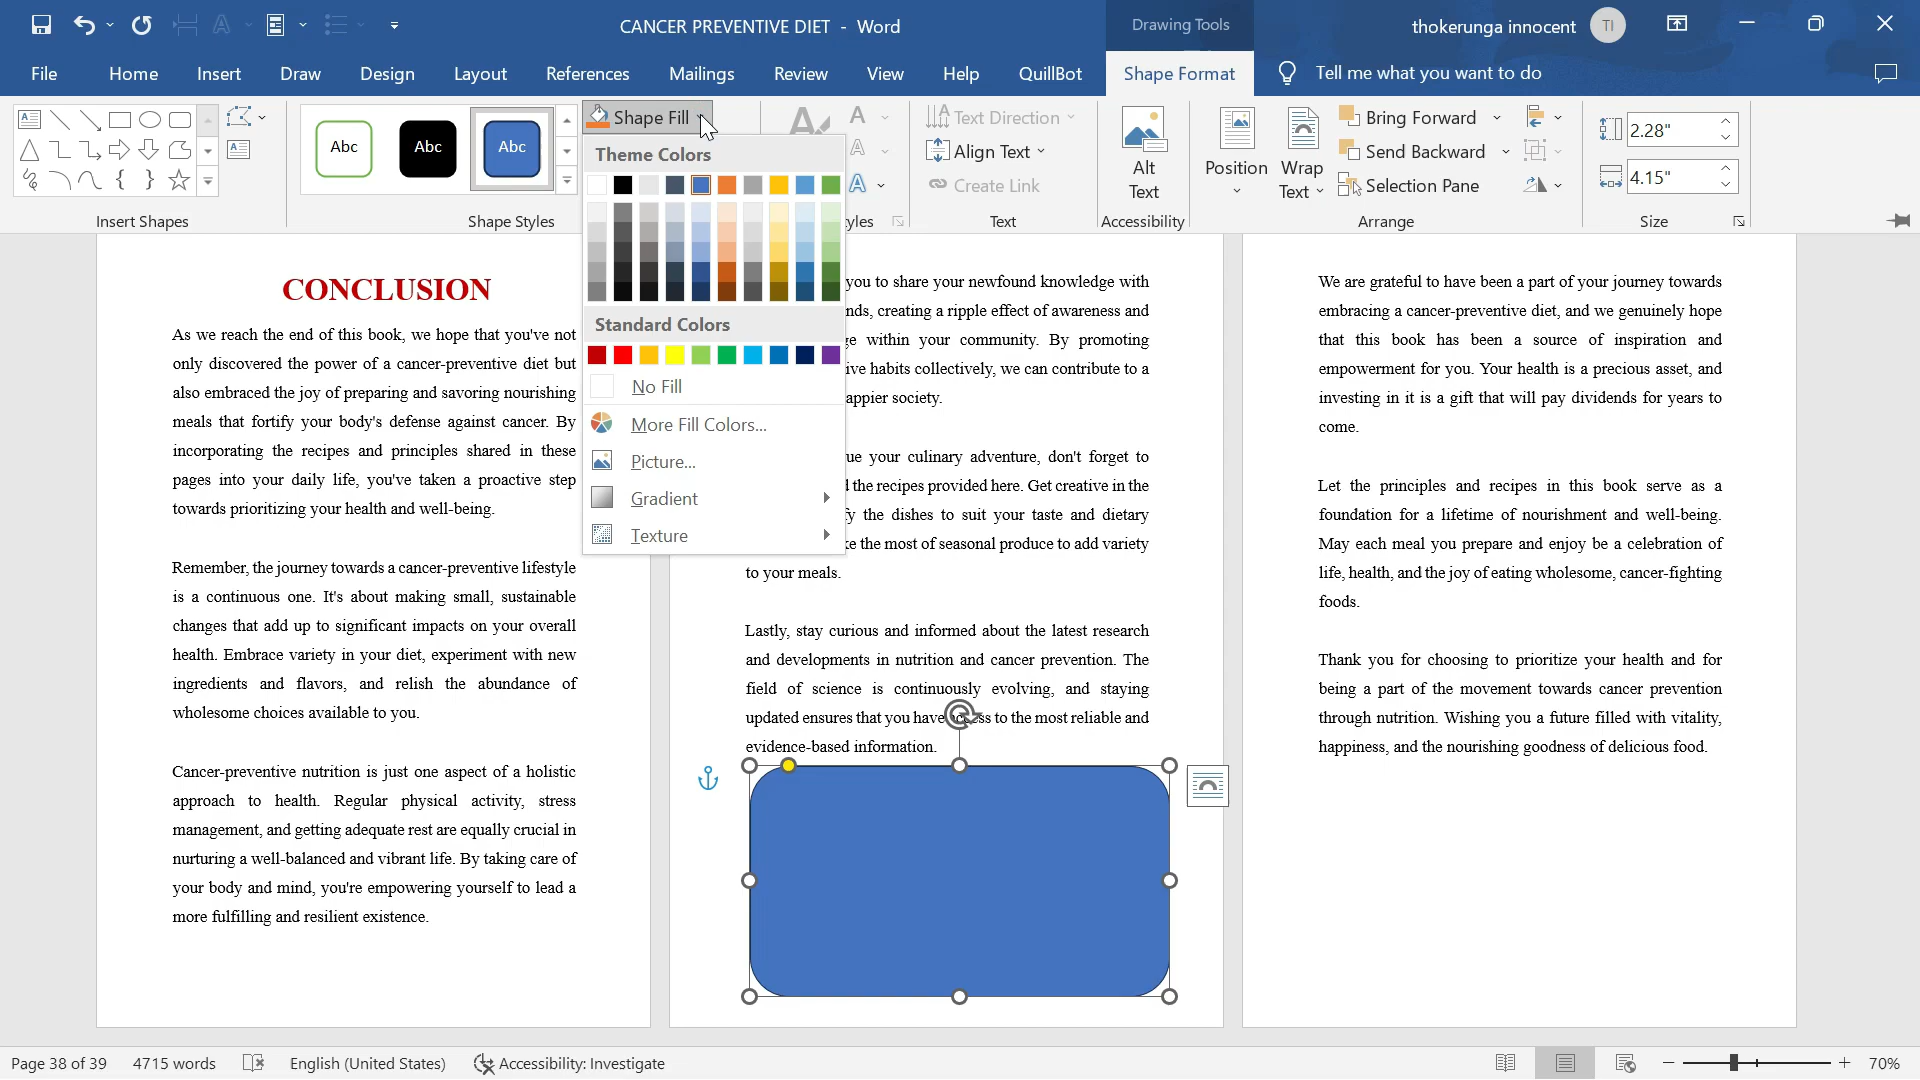 CANCER PREVENTIVE DIET - Word
Drawing Tools
thokerunga innocent
TI
File Home Insert Draw Design Layout References Mailings Review View Help QuillBot Shape Format Tell me what you want to do
Insert Shapes
Abc Abc Abc
Shape Styles
Shape Fill
Theme Colors
Standard Colors
No Fill
More Fill Colors...
Picture...
Gradient
Texture
Text Direction
Align Text
Create Link
Text
Alt
Text
Accessibility
Position
Wrap
Text
Bring Forward
Send Backward
Selection Pane
Arrange
2.28"
4.15"
Size
CONCLUSION
As we reach the end of this book, we hope that you've not
only discovered the power of a cancer-preventive diet but
also embraced the joy of preparing and savoring nourishing
meals that fortify your body's defense against cancer. By
incorporating the recipes and principles shared in these
pages into your daily life, you've taken a proactive step
towards prioritizing your health and well-being.
Remember, the journey towards a cancer-preventive lifestyle
is a continuous one. It's about making small, sustainable
changes that add up to significant impacts on your overall
health. Embrace variety in your diet, experiment with new
ingredients and flavors, and relish the abundance of
wholesome choices available to you.
Cancer-preventive nutrition is just one aspect of a holistic
approach to health. Regular physical activity, stress
management, and getting adequate rest are equally crucial in
nurturing a well-balanced and vibrant life. By taking care of
your body and mind, you're empowering yourself to lead a
more fulfilling and resilient existence.
you to share your newfound knowledge with
creating a ripple effect of awareness and
within your community. By promoting
habits collectively, we can contribute to a
society.
your culinary adventure, don't forget to
the recipes provided here. Get creative in the
the dishes to suit your taste and dietary
the most of seasonal produce to add variety
to your meals.
Lastly, stay curious and informed about the latest research
and developments in nutrition and cancer prevention. The
field of science is continuously evolving, and staying
updated ensures that you have access to the most reliable and
evidence-based information.
We are grateful to have been a part of your journey towards
embracing a cancer-preventive diet, and we genuinely hope
that this book has been a source of inspiration and
empowerment for you. Your health is a precious asset, and
investing in it is a gift that will pay dividends for years to
come.
Let the principles and recipes in this book serve as a
foundation for a lifetime of nourishment and well-being.
May each meal you prepare and enjoy be a celebration of
life, health, and the joy of eating wholesome, cancer-fighting
foods.
Thank you for choosing to prioritize your health and for
being a part of the movement towards cancer prevention
through nutrition. Wishing you a future filled with vitality,
happiness, and the nourishing goodness of delicious food.
Page 38 of 39 4715 words English (United States) Accessibility: Investigate 70%